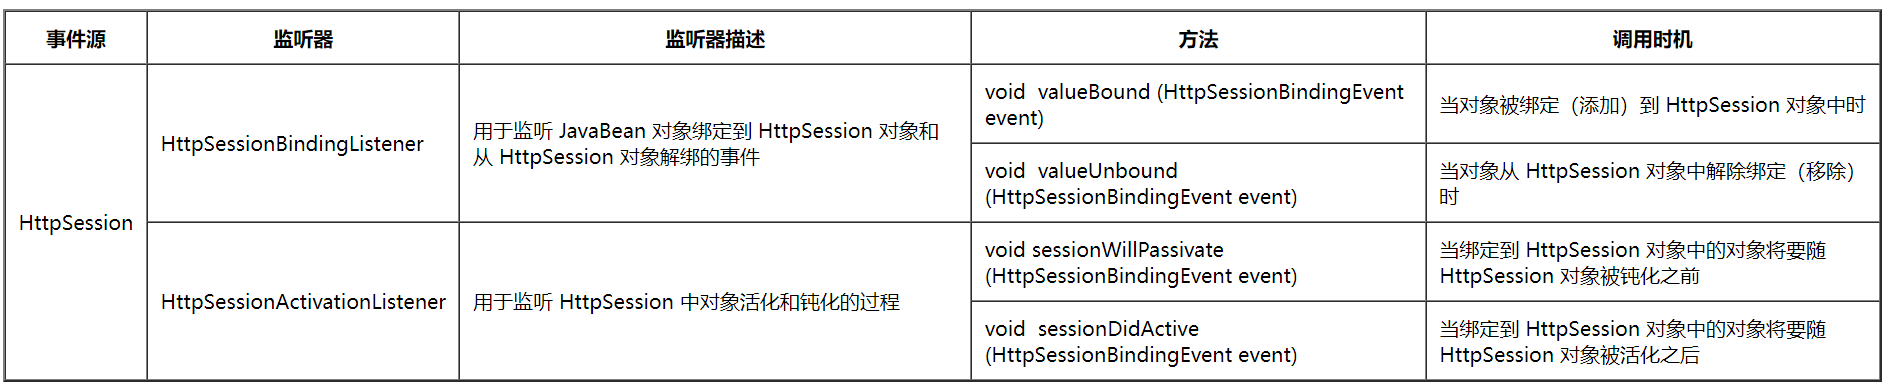 事件源
监听器
监听器描述
方法
调用时机
HttpSession
HttpSessionBindingListener
用于监听 JavaBean 对象绑定到 HttpSession 对象和
从 HttpSession 对象解绑的事件
void  valueBound (HttpSessionBindingEvent
event)
当对象被绑定（添加）到 HttpSession 对象中时
void  valueUnbound
(HttpSessionBindingEvent event)
当对象从 HttpSession 对象中解除绑定（移除）
时
HttpSessionActivationListener
用于监听 HttpSession 中对象活化和钝化的过程
void sessionWillPassivate
(HttpSessionBindingEvent event)
当绑定到 HttpSession 对象中的对象将要随
HttpSession 对象被钝化之前
void  sessionDidActive
(HttpSessionBindingEvent event)
当绑定到 HttpSession 对象中的对象将要随
HttpSession 对象被活化之后